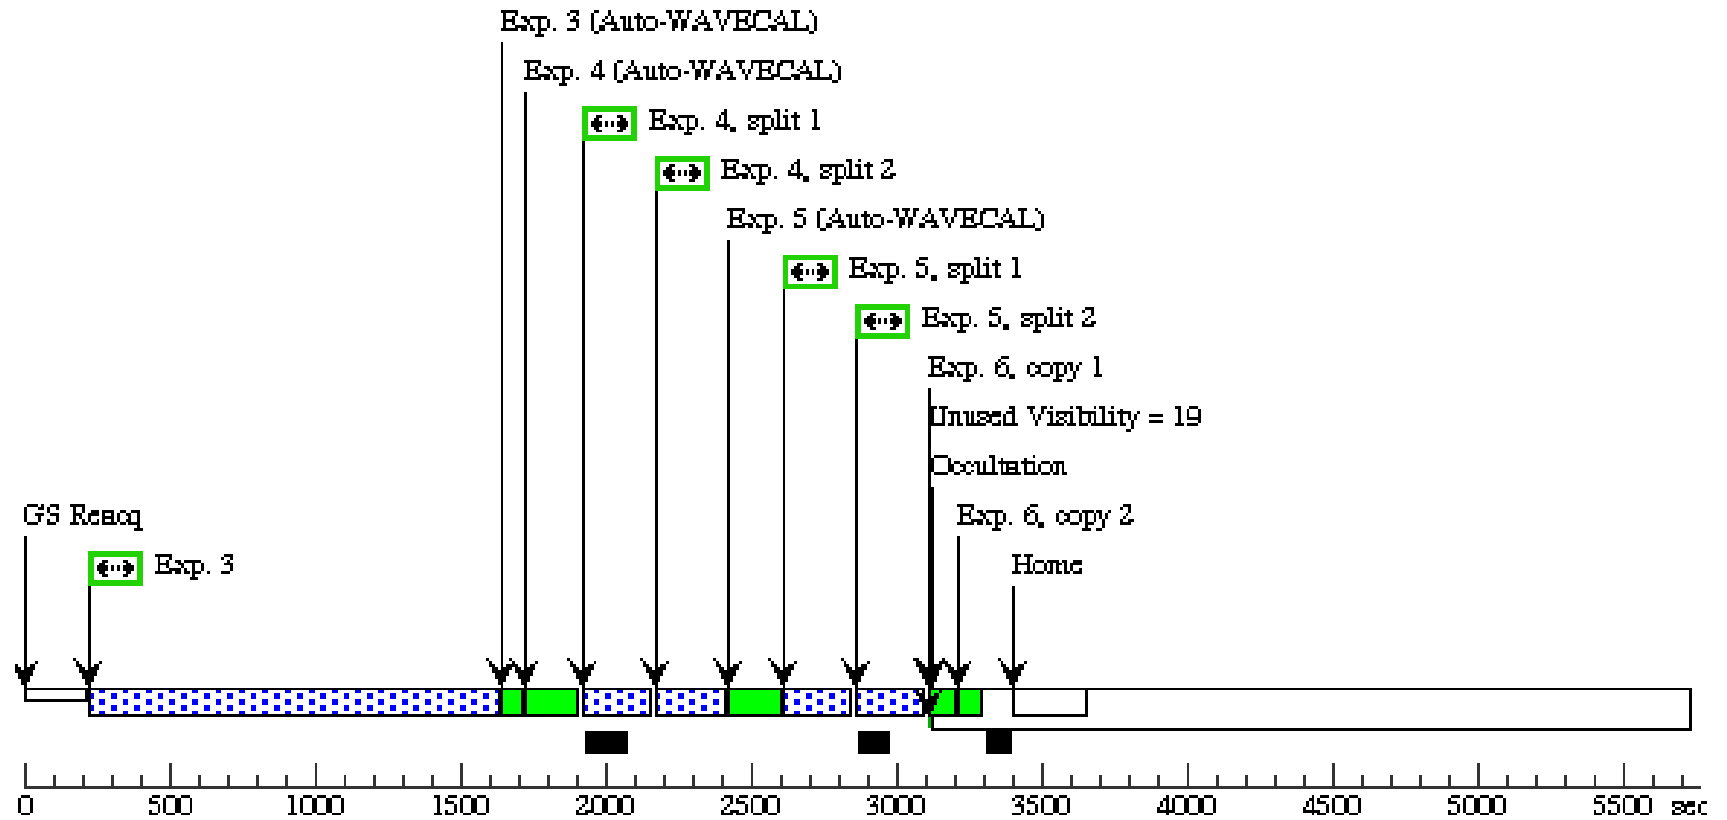 Exp. 3 (Auto-WAVECAL)
Exp. 4 (Auto-WAVECAL)
Exp. 4, split 1
Exp. 4, split 2
Exp. 5 (Auto-WAVECAL)
Exp. 5, split 1
Exp. 5, split 2
Exp. 6, copy 1
Unused Visibility = 19
Occultation
GS Reacq
Exp. 6, copy 2
Exp. 3
Home
0 500 1000 1500 2000 2500 3000 3500 4000 4500 5000 5500 sec